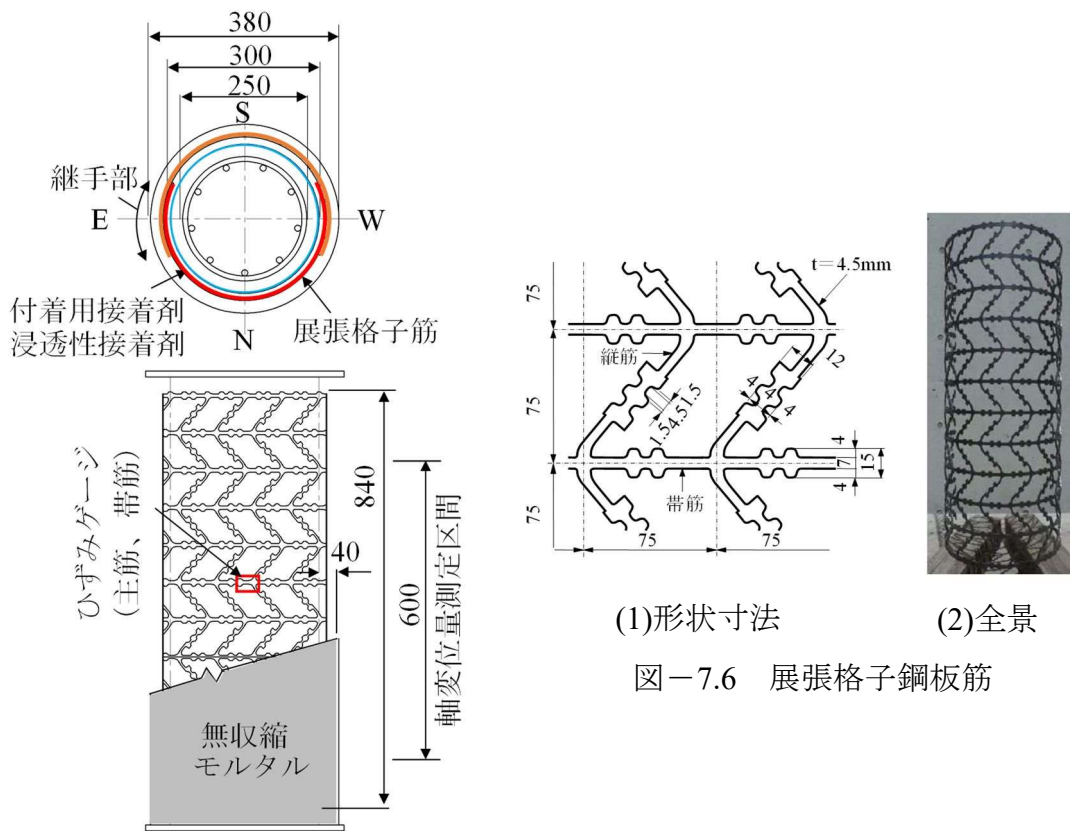 380
300
250
S
継手部
E
W
N
付着用接着剤
浸透性接着剤
展張格子筋
ひずみゲージ
(主筋、帯筋)
840
40
600
軸変位量測定区間
無収縮
モルタル
t=4.5mm
75
75
75
縦筋
12
4
4
4
1.54.51.5
4
7
15
4
帯筋
75
75
(1)形状寸法
(2)全景
図-7.6 展張格子鋼板筋